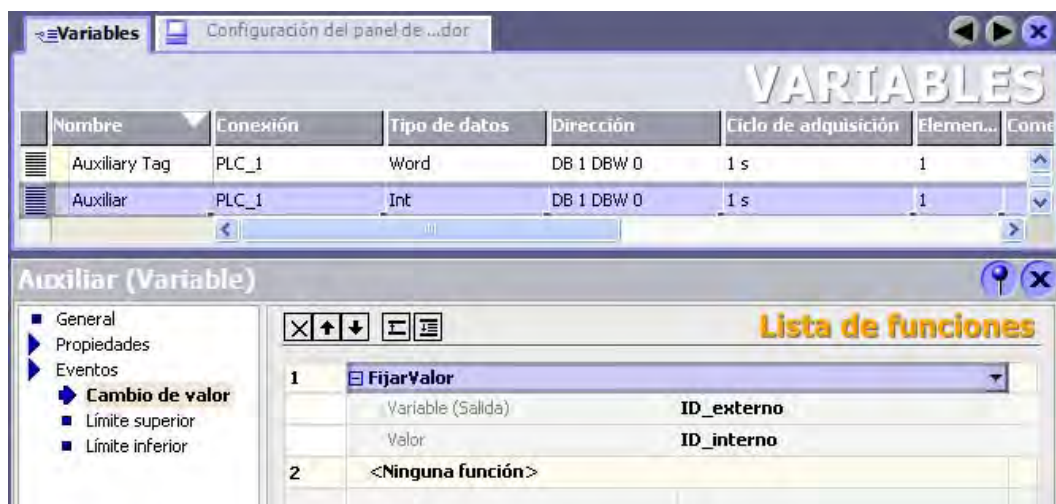 Variables Configuración del panel de ...dor
VARIABLES
Nombre Conexión Tipo de datos Dirección Ciclo de adquisición Elemen... Come
Auxiliary Tag PLC_1 Word DB 1 DBW 0 1 s 1
Auxiliar PLC_1 Int DB 1 DBW 0 1 s 1
Auxiliar (Variable)
General
Propiedades
Eventos
Cambio de valor
Límite superior
Límite inferior
Lista de funciones
1 FijarValor
Variable (Salida) ID_externo
Valor ID_interno
2 <Ninguna función>